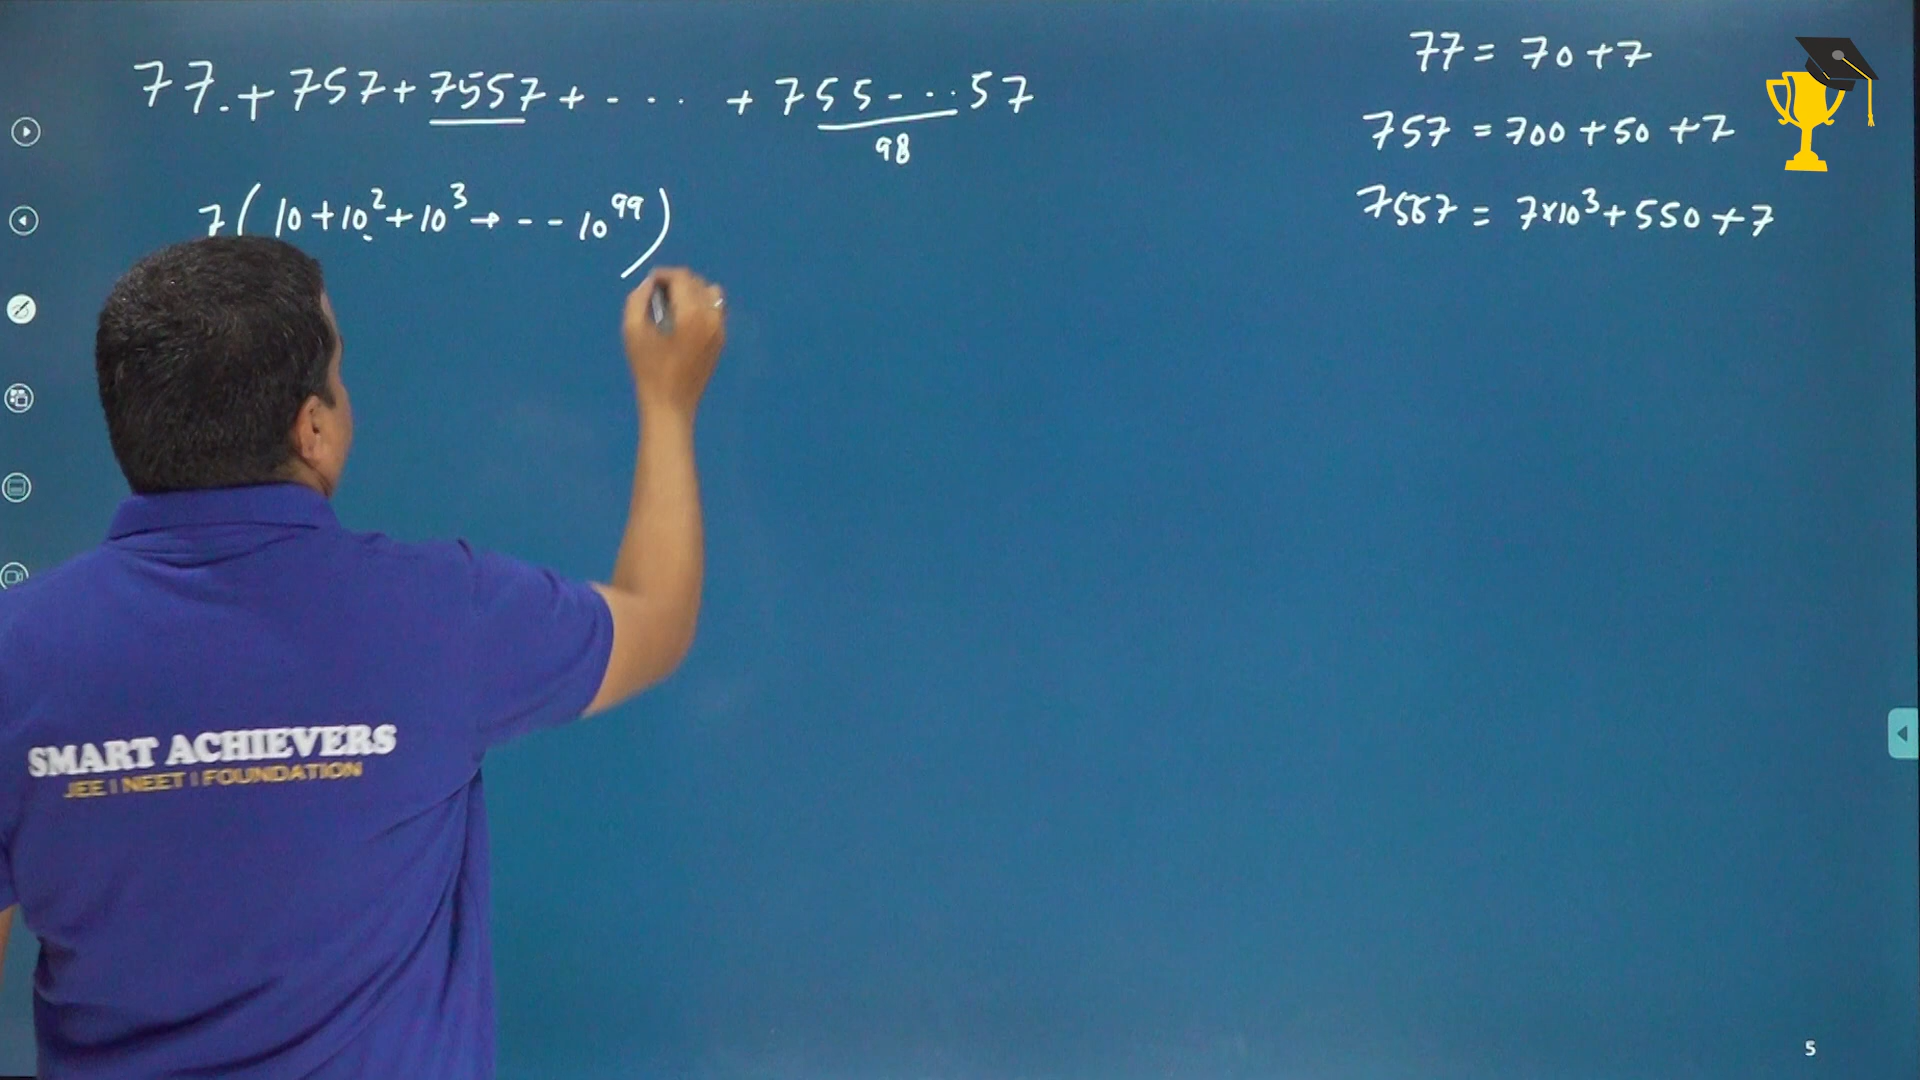 77 + 757 + 7557 + - - - · + 755 - - - 57
98
7(10 + 10² + 10³ + - - 10⁹⁹)
77 = 70 + 7
757 = 700 + 50 + 7
7557 = 7×10³ + 550 + 7
SMART ACHIEVERS
JEE | NEET | FOUNDATION
5